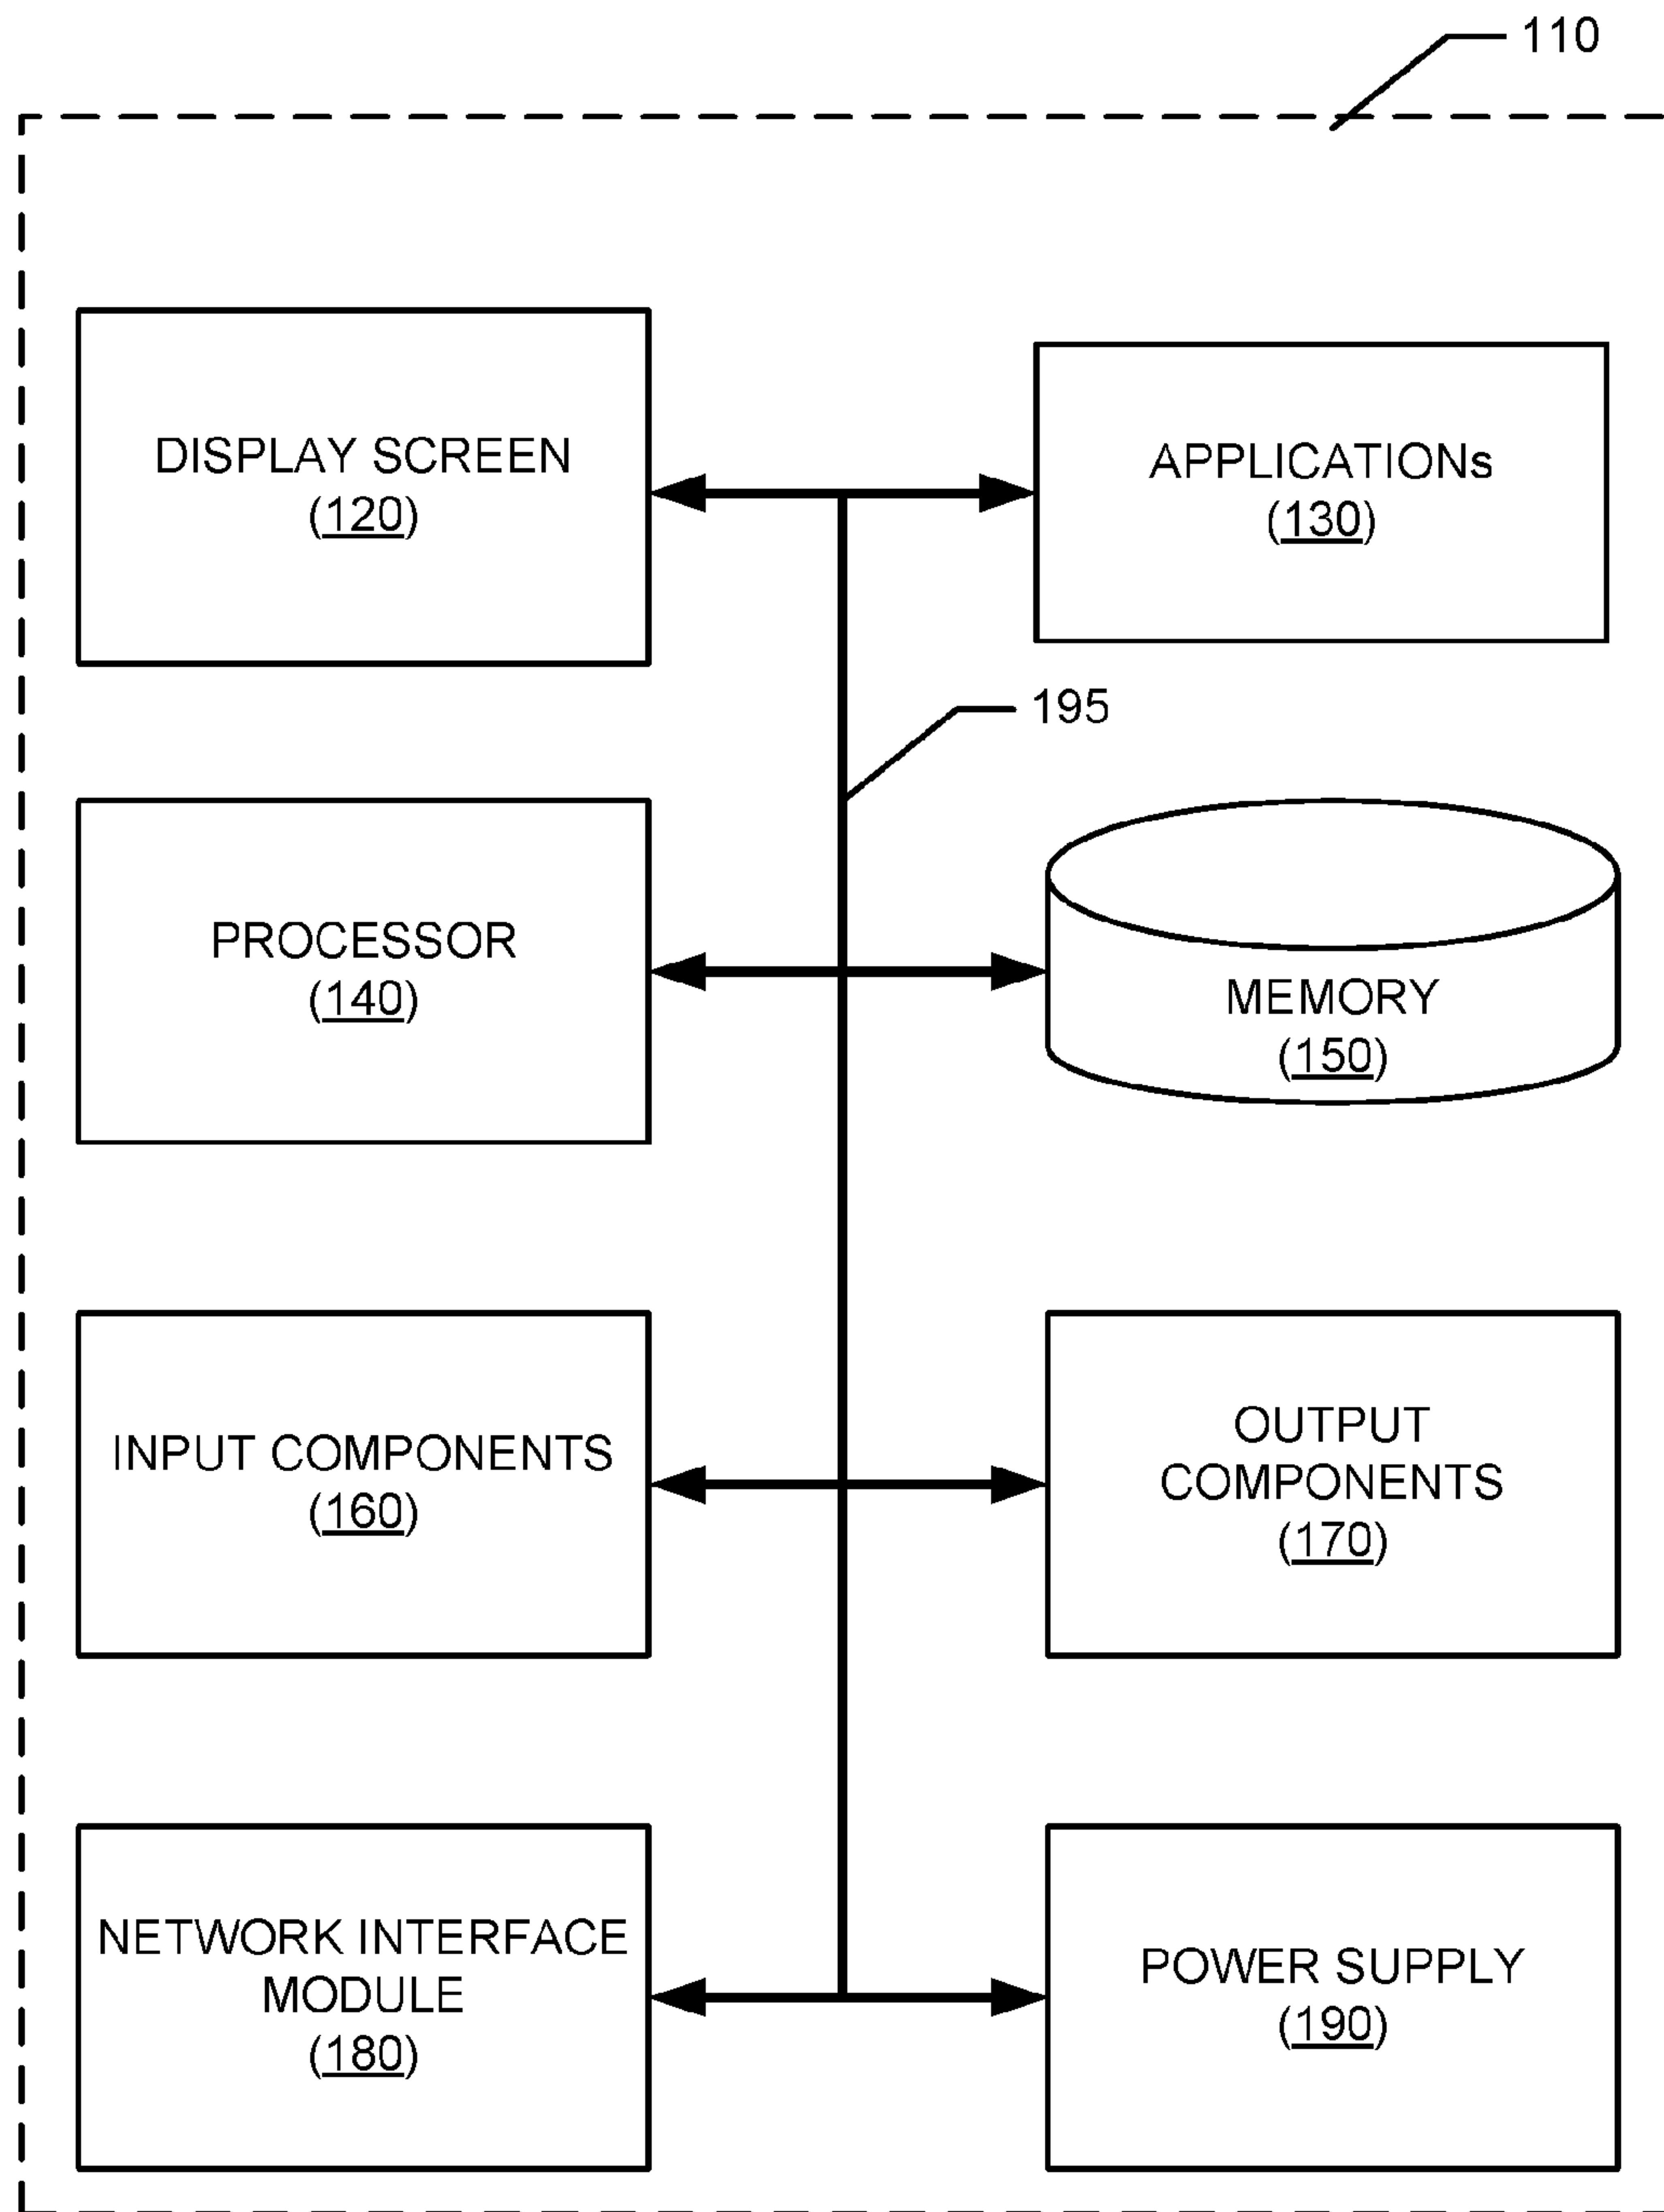 110
DISPLAY SCREEN
(120)
APPLICATIONs
(130)
195
PROCESSOR
(140)
MEMORY
(150)
INPUT COMPONENTS
(160)
OUTPUT
COMPONENTS
(170)
NETWORK INTERFACE
MODULE
(180)
POWER SUPPLY
(190)